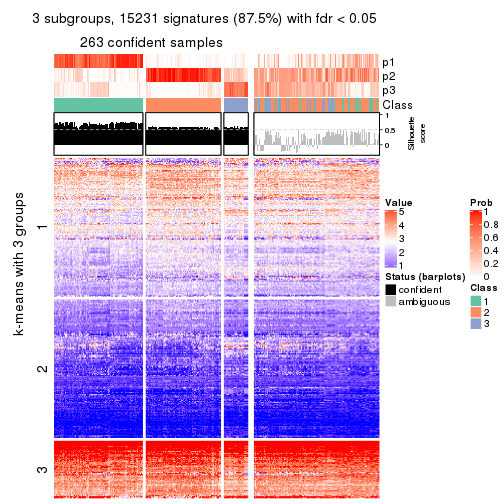 3 subgroups, 15231 signatures (87.5%) with fdr < 0.05
263 confident samples
p1
p2
p3
Class
1
0.5
0
Silhouette
score
k-means with 3 groups
1
2
3
Value
5
4
3
2
1
Status (barplots)
confident
ambiguous
Prob
1
0.8
0.6
0.4
0.2
0
Class
1
2
3